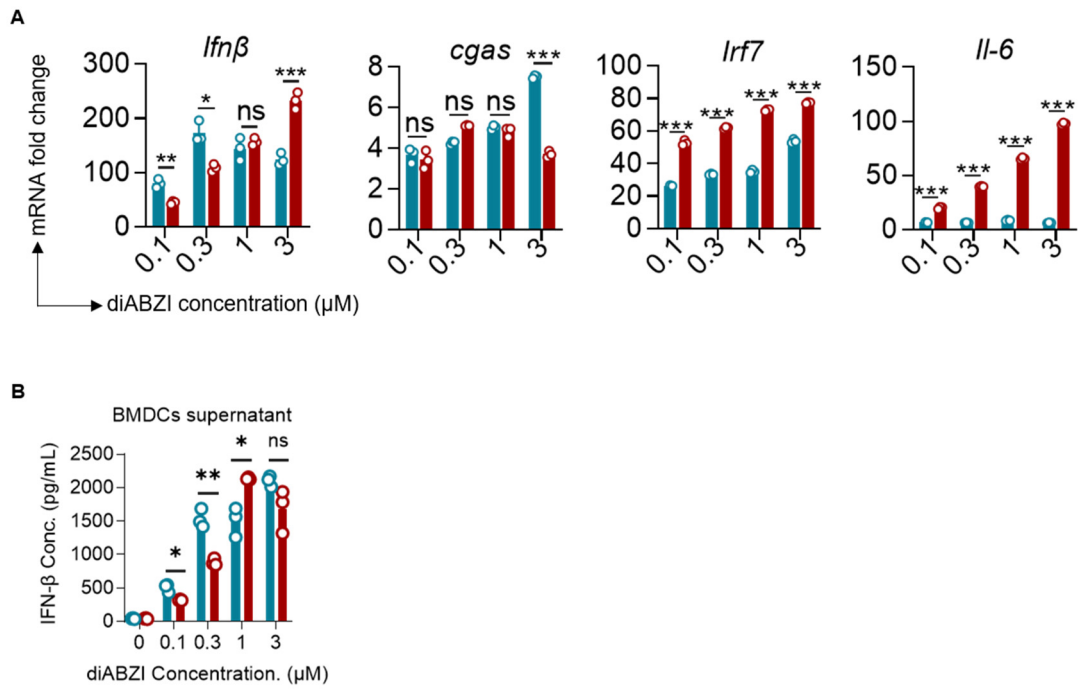 A
mRNA fold change
diABZI concentration (μM)
Ifnβ
300
200
100
0
** * ns ***
0.1 0.3 1 3
cgas
8
6
4
2
0
ns ns ns ***
0.1 0.3 1 3
Irf7
100
80
60
40
20
0
*** *** *** ***
0.1 0.3 1 3
Il-6
150
100
50
0
*** *** *** ***
0.1 0.3 1 3
B
BMDCs supernatant
IFN-β Conc. (pg/mL)
2500
2000
1500
1000
500
0
* ** * ns
0 0.1 0.3 1 3
diABZI Concentration. (μM)